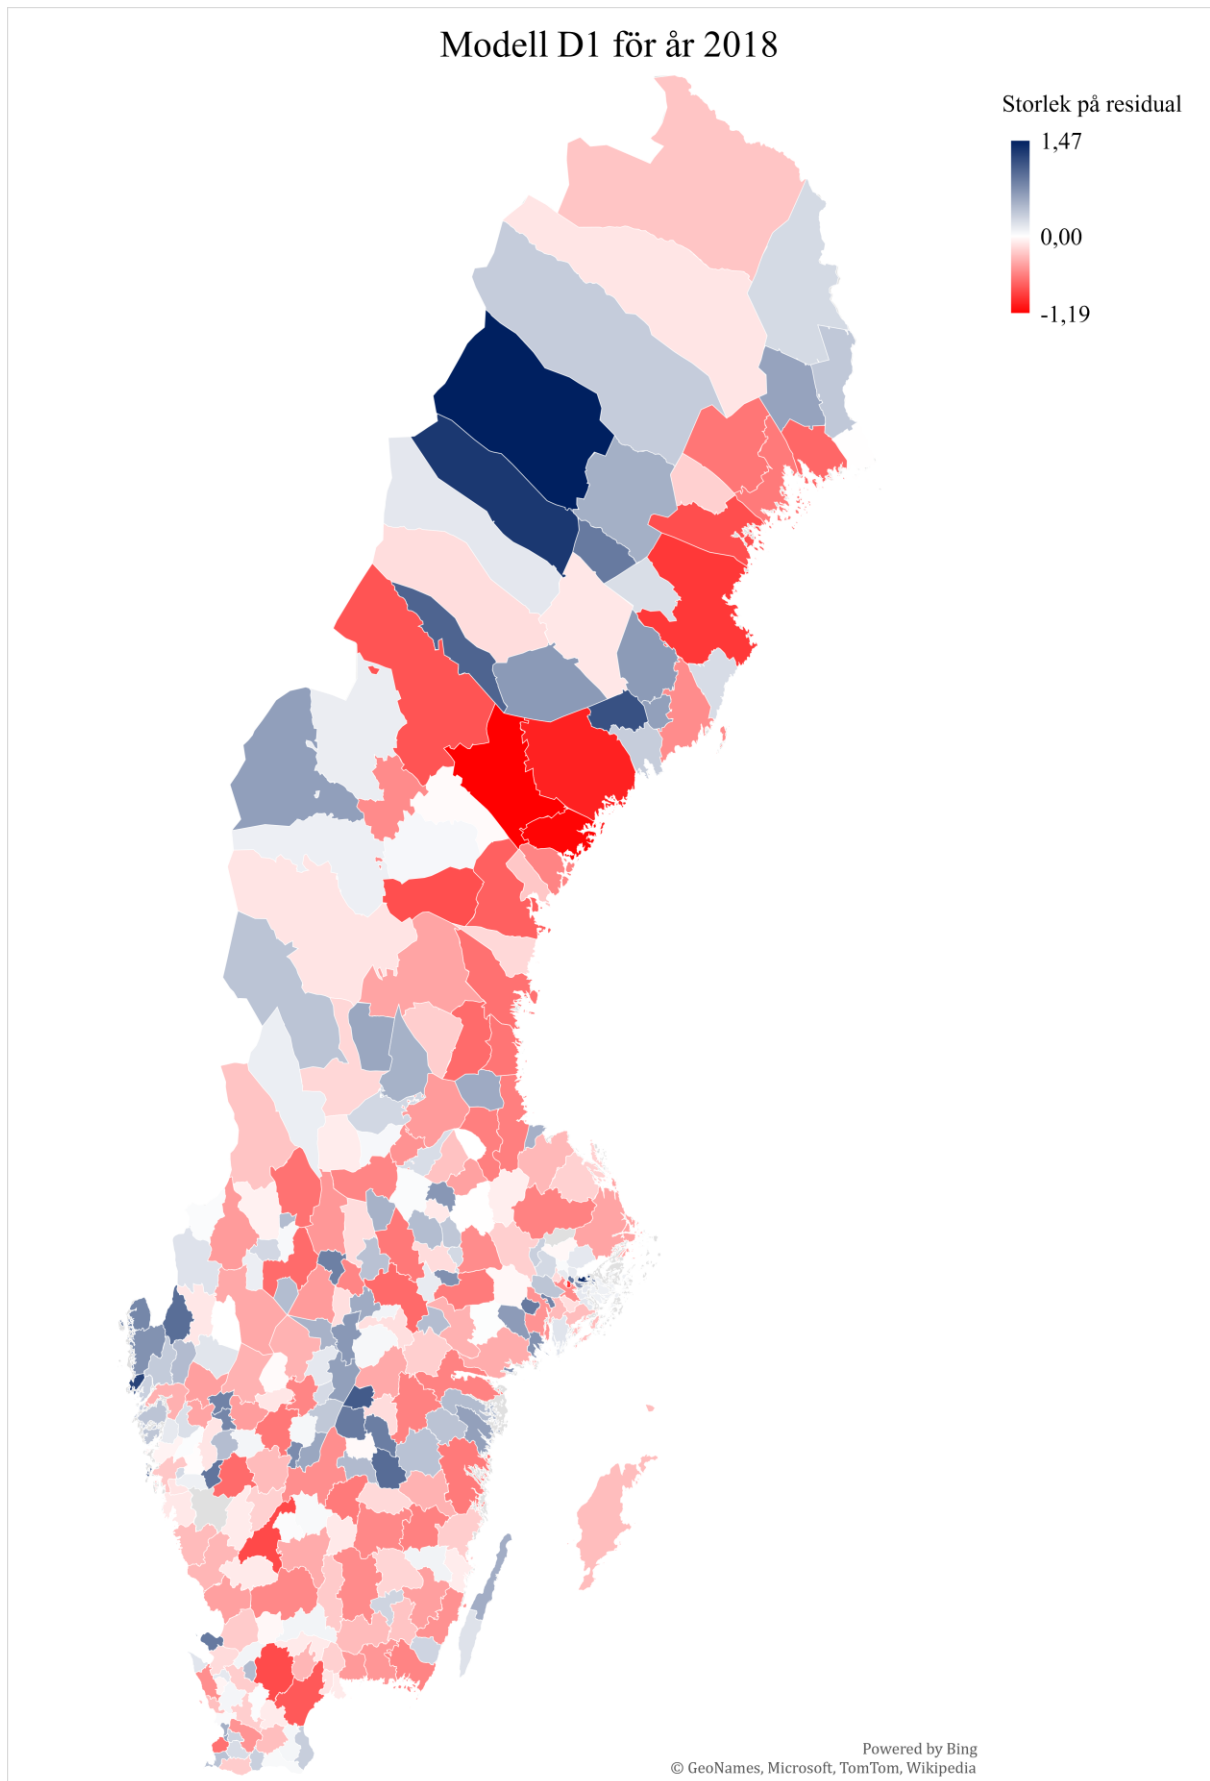 Modell D1 för år 2018
Storlek på residual
1,47
0,00
-1,19
Powered by Bing
© GeoNames, Microsoft, TomTom, Wikipedia